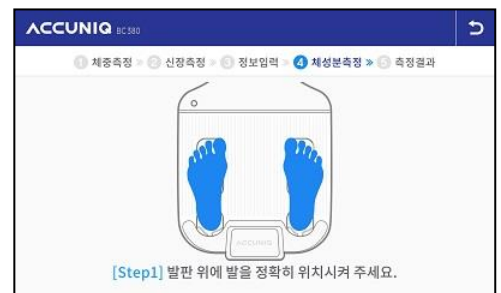 ACCUNIQ BC380
1 체중측정 » 2 신장측정 » 3 정보입력 » 4 체성분측정 » 5 측정결과
ACCUNIQ
[Step1] 발판 위에 발을 정확히 위치시켜 주세요.